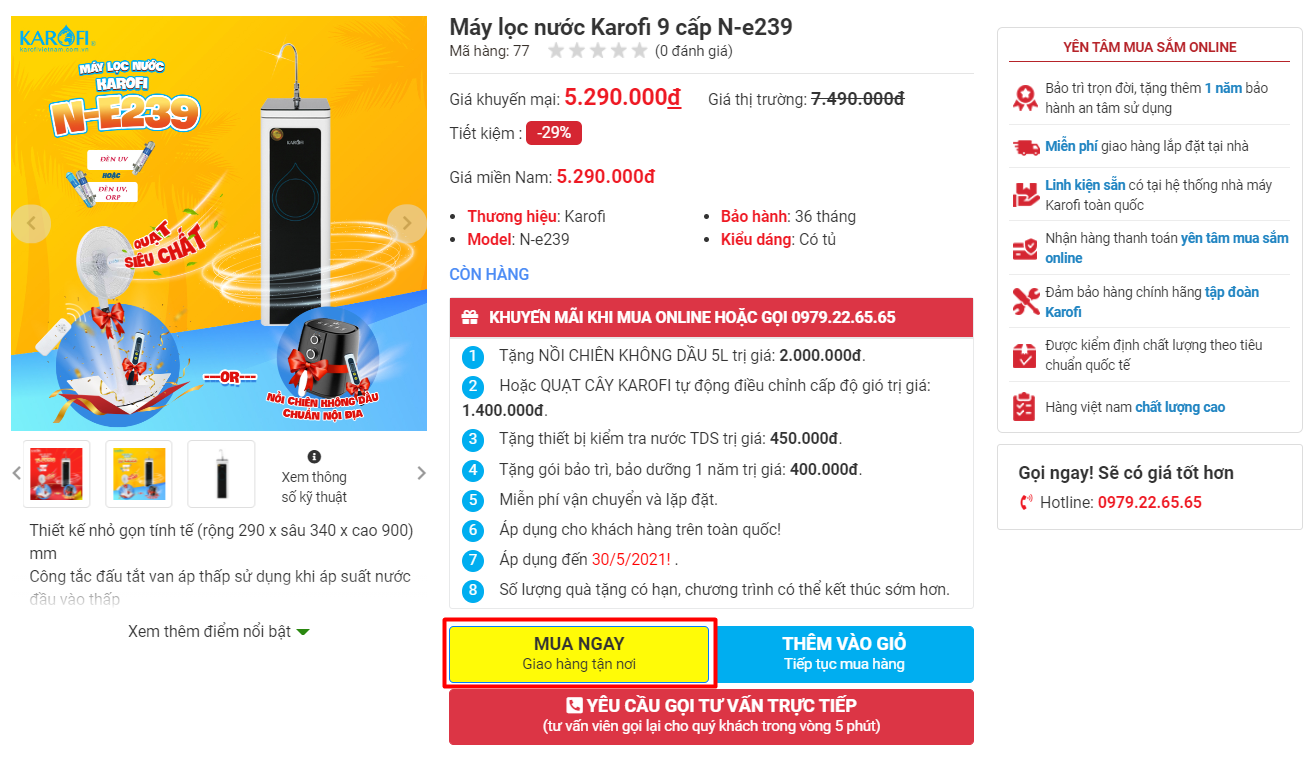 KAROFI
karofivietnam.com.vn
MÁY LỌC NƯỚC
KAROFI
N-E239
ĐÈN UV
HOẶC
ĐÈN UV,
ORP
QUẠT
SIÊU CHẤT
KAROFI
---OR---
NỒI CHIÊN KHÔNG DẦU
CHUẨN NỘI ĐỊA
Xem thông
số kỹ thuật
Thiết kế nhỏ gọn tính tế (rộng 290 x sâu 340 x cao 900)
mm
Công tắc đấu tắt van áp thấp sử dụng khi áp suất nước
đầu vào thấp
Xem thêm điểm nổi bật
Máy lọc nước Karofi 9 cấp N-e239
Mã hàng: 77 (0 đánh giá)
Giá khuyến mại: 5.290.000₫ Giá thị trường: 7.490.000đ
Tiết kiệm : -29%
Giá miền Nam: 5.290.000đ
• Thương hiệu: Karofi • Bảo hành: 36 tháng
• Model: N-e239 • Kiểu dáng: Có tủ
CÒN HÀNG
KHUYẾN MÃI KHI MUA ONLINE HOẶC GỌI 0979.22.65.65
1 Tặng NỒI CHIÊN KHÔNG DẦU 5L trị giá: 2.000.000đ.
2 Hoặc QUẠT CÂY KAROFI tự động điều chỉnh cấp độ gió trị giá:
1.400.000đ.
3 Tặng thiết bị kiểm tra nước TDS trị giá: 450.000đ.
4 Tặng gói bảo trì, bảo dưỡng 1 năm trị giá: 400.000đ.
5 Miễn phí vận chuyển và lặp đặt.
6 Áp dụng cho khách hàng trên toàn quốc!
7 Áp dụng đến 30/5/2021! .
8 Số lượng quà tặng có hạn, chương trình có thể kết thúc sớm hơn.
MUA NGAY
Giao hàng tận nơi
THÊM VÀO GIỎ
Tiếp tục mua hàng
YÊU CẦU GỌI TƯ VẤN TRỰC TIẾP
(tư vấn viên gọi lại cho quý khách trong vòng 5 phút)
YÊN TÂM MUA SẮM ONLINE
Bảo trì trọn đời, tặng thêm 1 năm bảo
hành an tâm sử dụng
Miễn phí giao hàng lắp đặt tại nhà
Linh kiện sẵn có tại hệ thống nhà máy
Karofi toàn quốc
Nhận hàng thanh toán yên tâm mua sắm
online
Đảm bảo hàng chính hãng tập đoàn
Karofi
Được kiểm định chất lượng theo tiêu
chuẩn quốc tế
Hàng việt nam chất lượng cao
Gọi ngay! Sẽ có giá tốt hơn
Hotline: 0979.22.65.65